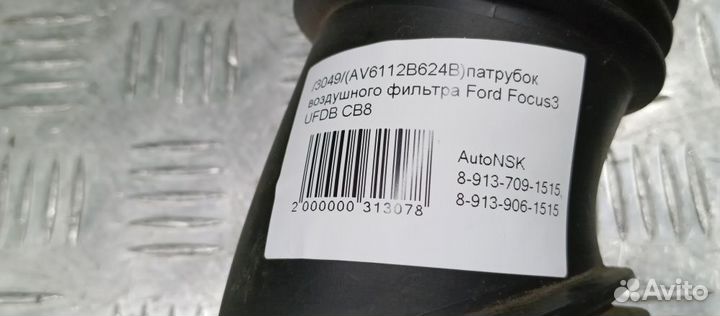 /3049/(AV6112B624B)патрубок
воздушного фильтра Ford Focus3
UFDB CB8
AutoNSK
8-913-709-1515,
8-913-906-1515
2 000000 313078
Avito